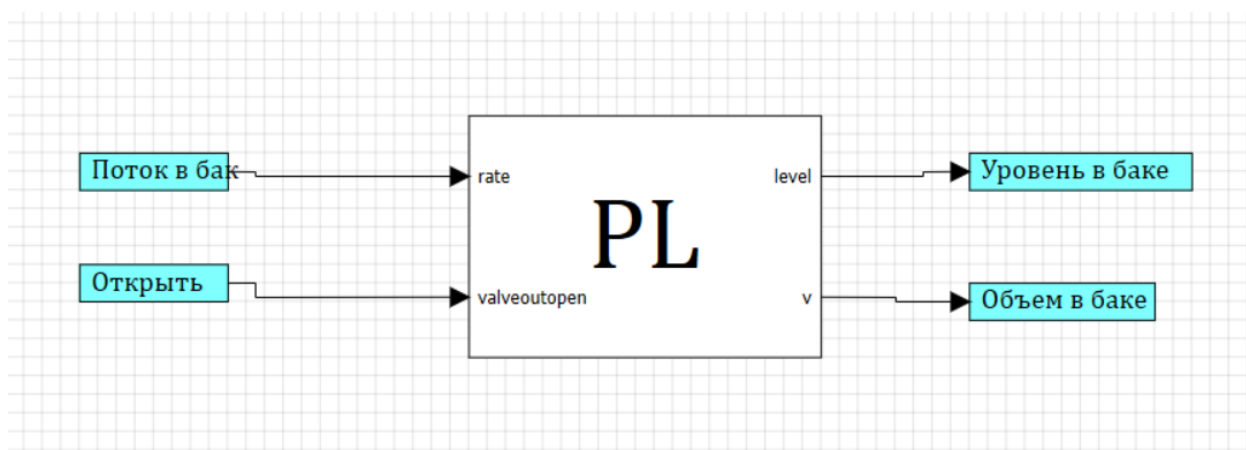 Поток в бак
rate
level
Уровень в баке
PL
Открыть
valveoutopen
v
Объем в баке